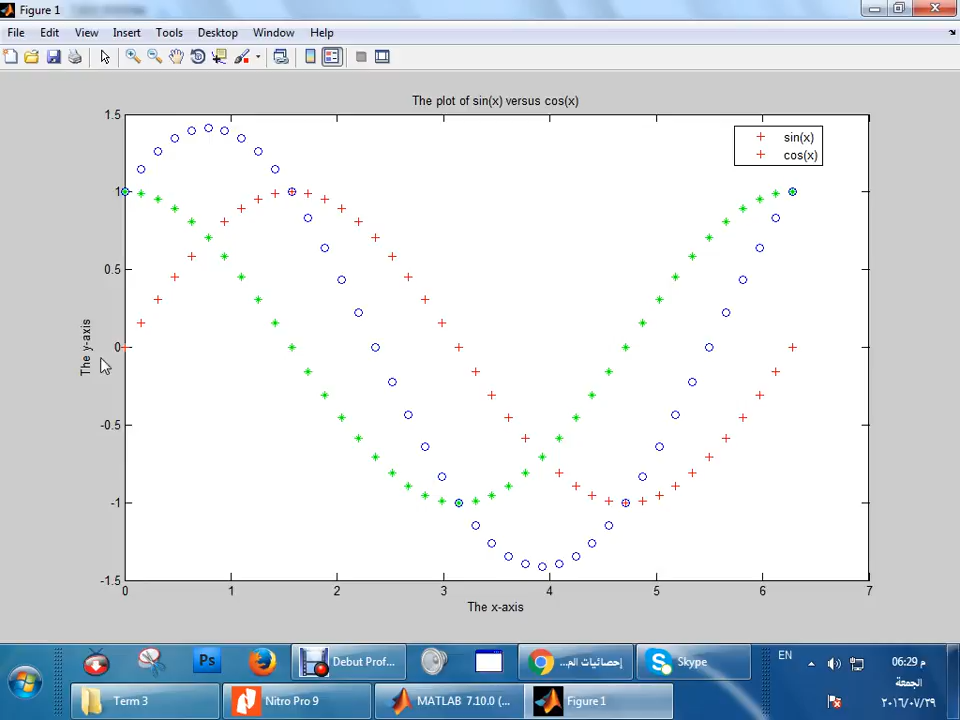 Figure 1
File Edit View Insert Tools Desktop Window Help
The plot of sin(x) versus cos(x)
1.5
1
0.5
0
-0.5
-1
-1.5
The y-axis
sin(x)
cos(x)
0 1 2 3 4 5 6 7
The x-axis
Ps
Debut Prof...
إحصائيات الم...
Skype
EN
06:29 م
الجمعة
٢٠١٦/٠٧/٢٩
Term 3
Nitro Pro 9
MATLAB 7.10.0 (...
Figure 1